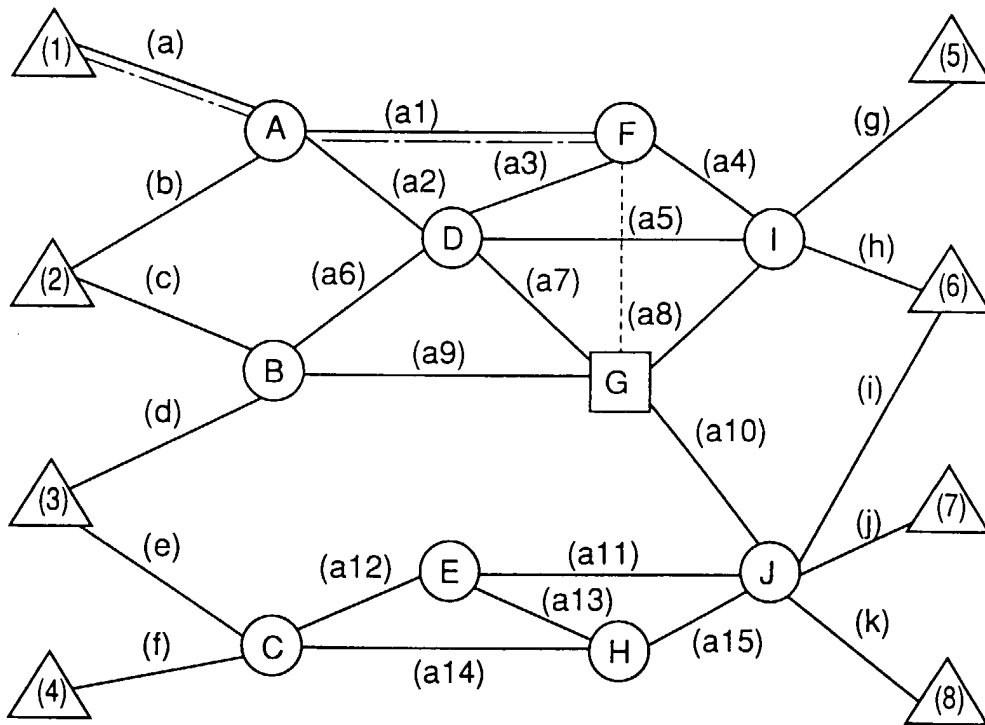 (1) (a) (5)
A (a1) F (g)
(b) (a2) (a3) (a4)
D (a5) I (h)
(2) (c) (a6) (a7) (a8) (6)
B (a9) G (i)
(d) (a10)
(3) (7)
(e) (a12) E (a11) J (j)
(a13)
(f) C (a14) H (a15) (k)
(4) (8)